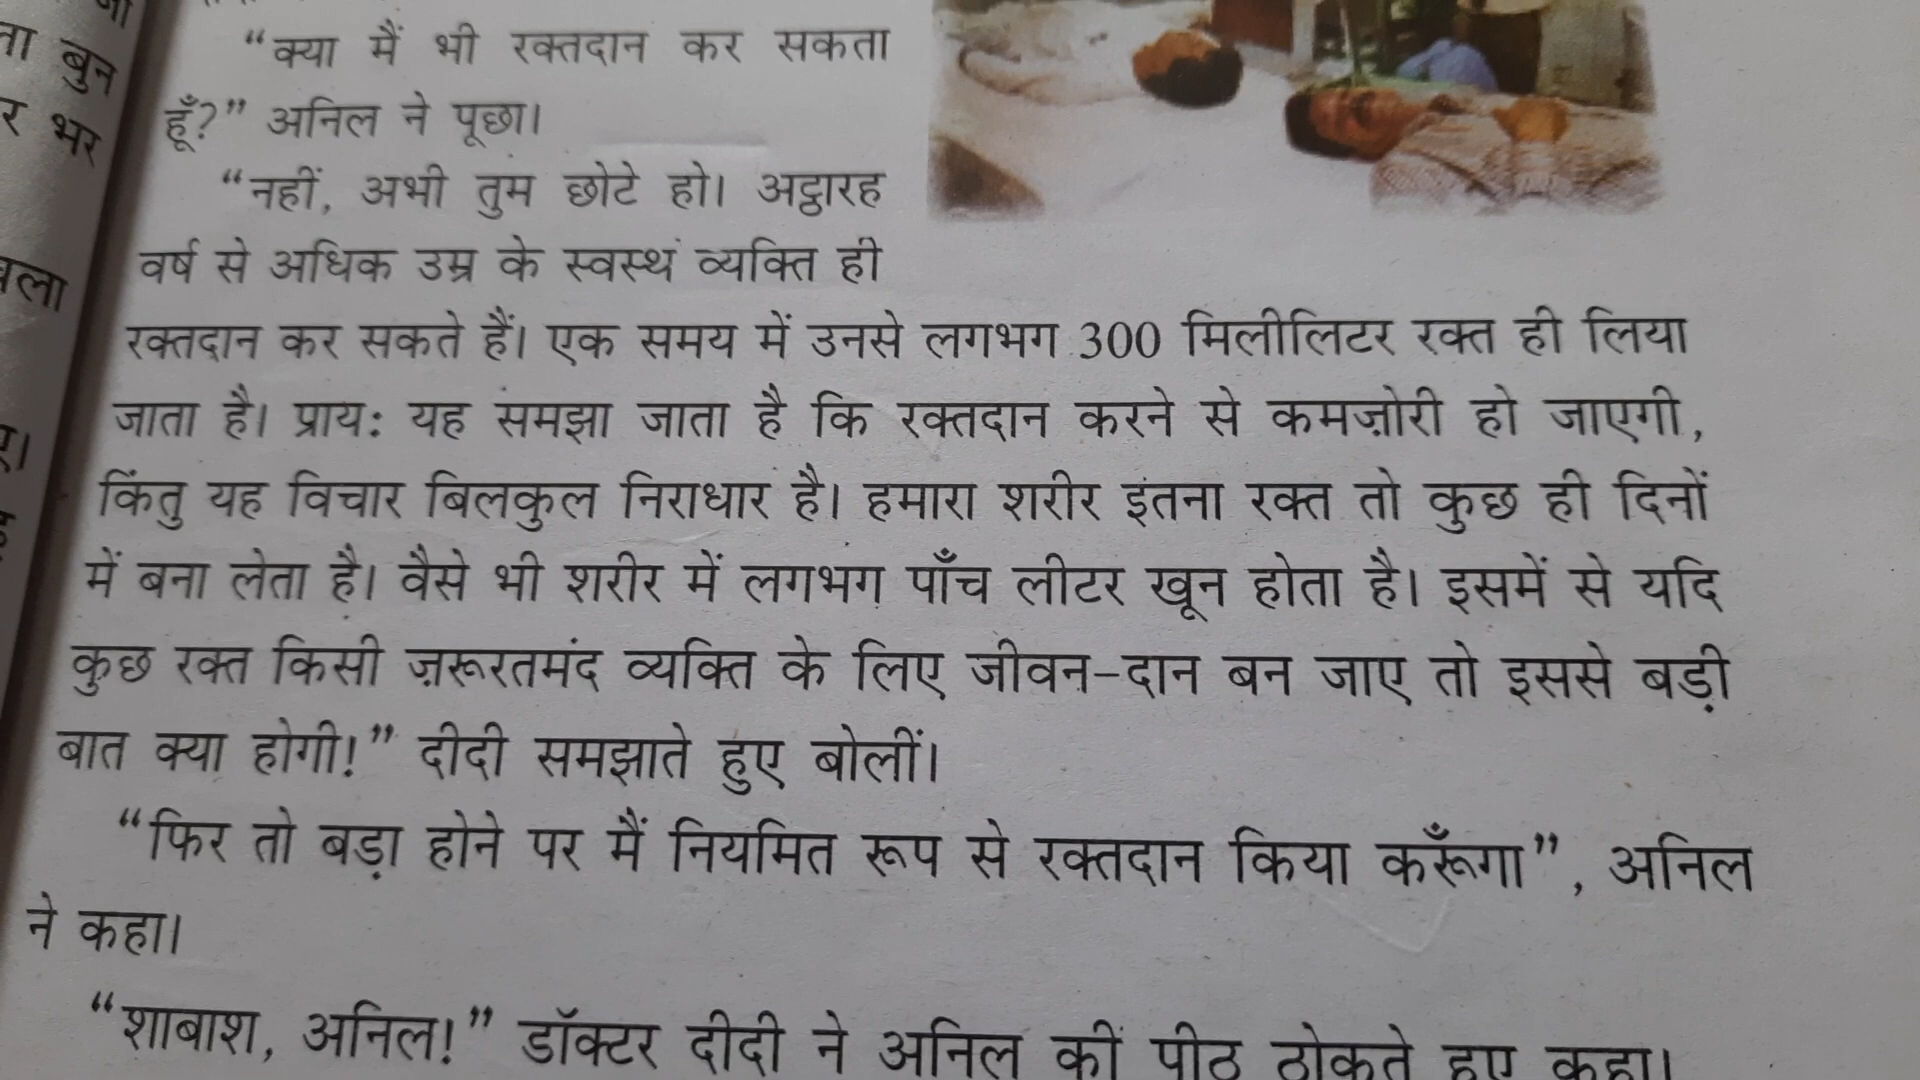 “क्या मैं भी रक्तदान कर सकता
हूँ?” अनिल ने पूछा।
“नहीं, अभी तुम छोटे हो। अट्ठारह
वर्ष से अधिक उम्र के स्वस्थ व्यक्ति ही
रक्तदान कर सकते हैं। एक समय में उनसे लगभग 300 मिलीलिटर रक्त ही लिया
जाता है। प्राय: यह समझा जाता है कि रक्तदान करने से कमज़ोरी हो जाएगी,
किंतु यह विचार बिलकुल निराधार है। हमारा शरीर इतना रक्त तो कुछ ही दिनों
में बना लेता है। वैसे भी शरीर में लगभग पाँच लीटर खून होता है। इसमें से यदि
कुछ रक्त किसी ज़रूरतमंद व्यक्ति के लिए जीवन-दान बन जाए तो इससे बड़ी
बात क्या होगी!” दीदी समझाते हुए बोलीं।
“फिर तो बड़ा होने पर मैं नियमित रूप से रक्तदान किया करूँगा”, अनिल
ने कहा।
“शाबाश, अनिल!” डॉक्टर दीदी ने अनिल की पीठ ठोकते हुए कहा।
बुन
भर